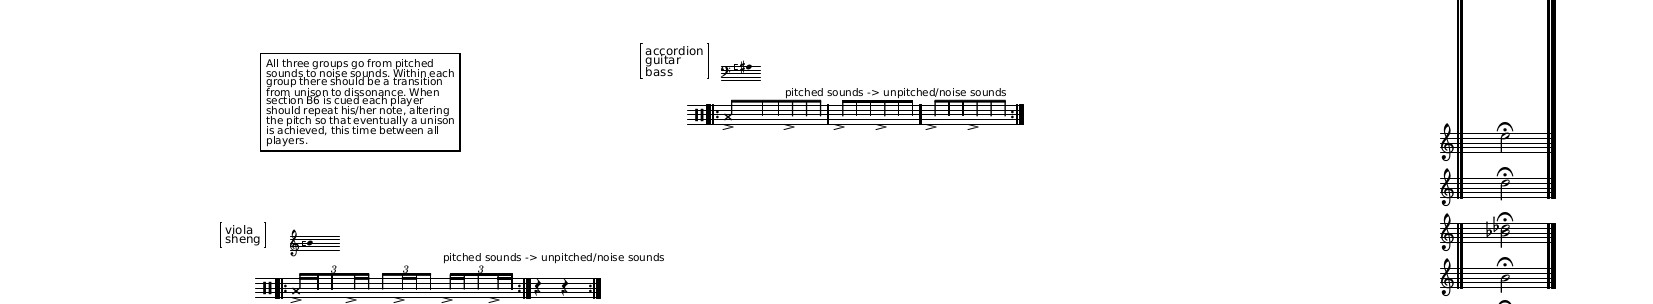 All three groups go from pitched
sounds to noise sounds. Within each
group there should be a transition
from unison to dissonance. When
section B6 is cued each player
should repeat his/her note, altering
the pitch so that eventually a unison
is achieved, this time between all
players.
accordion
guitar
bass
pitched sounds -> unpitched/noise sounds
viola
sheng
pitched sounds -> unpitched/noise sounds
3 3 3